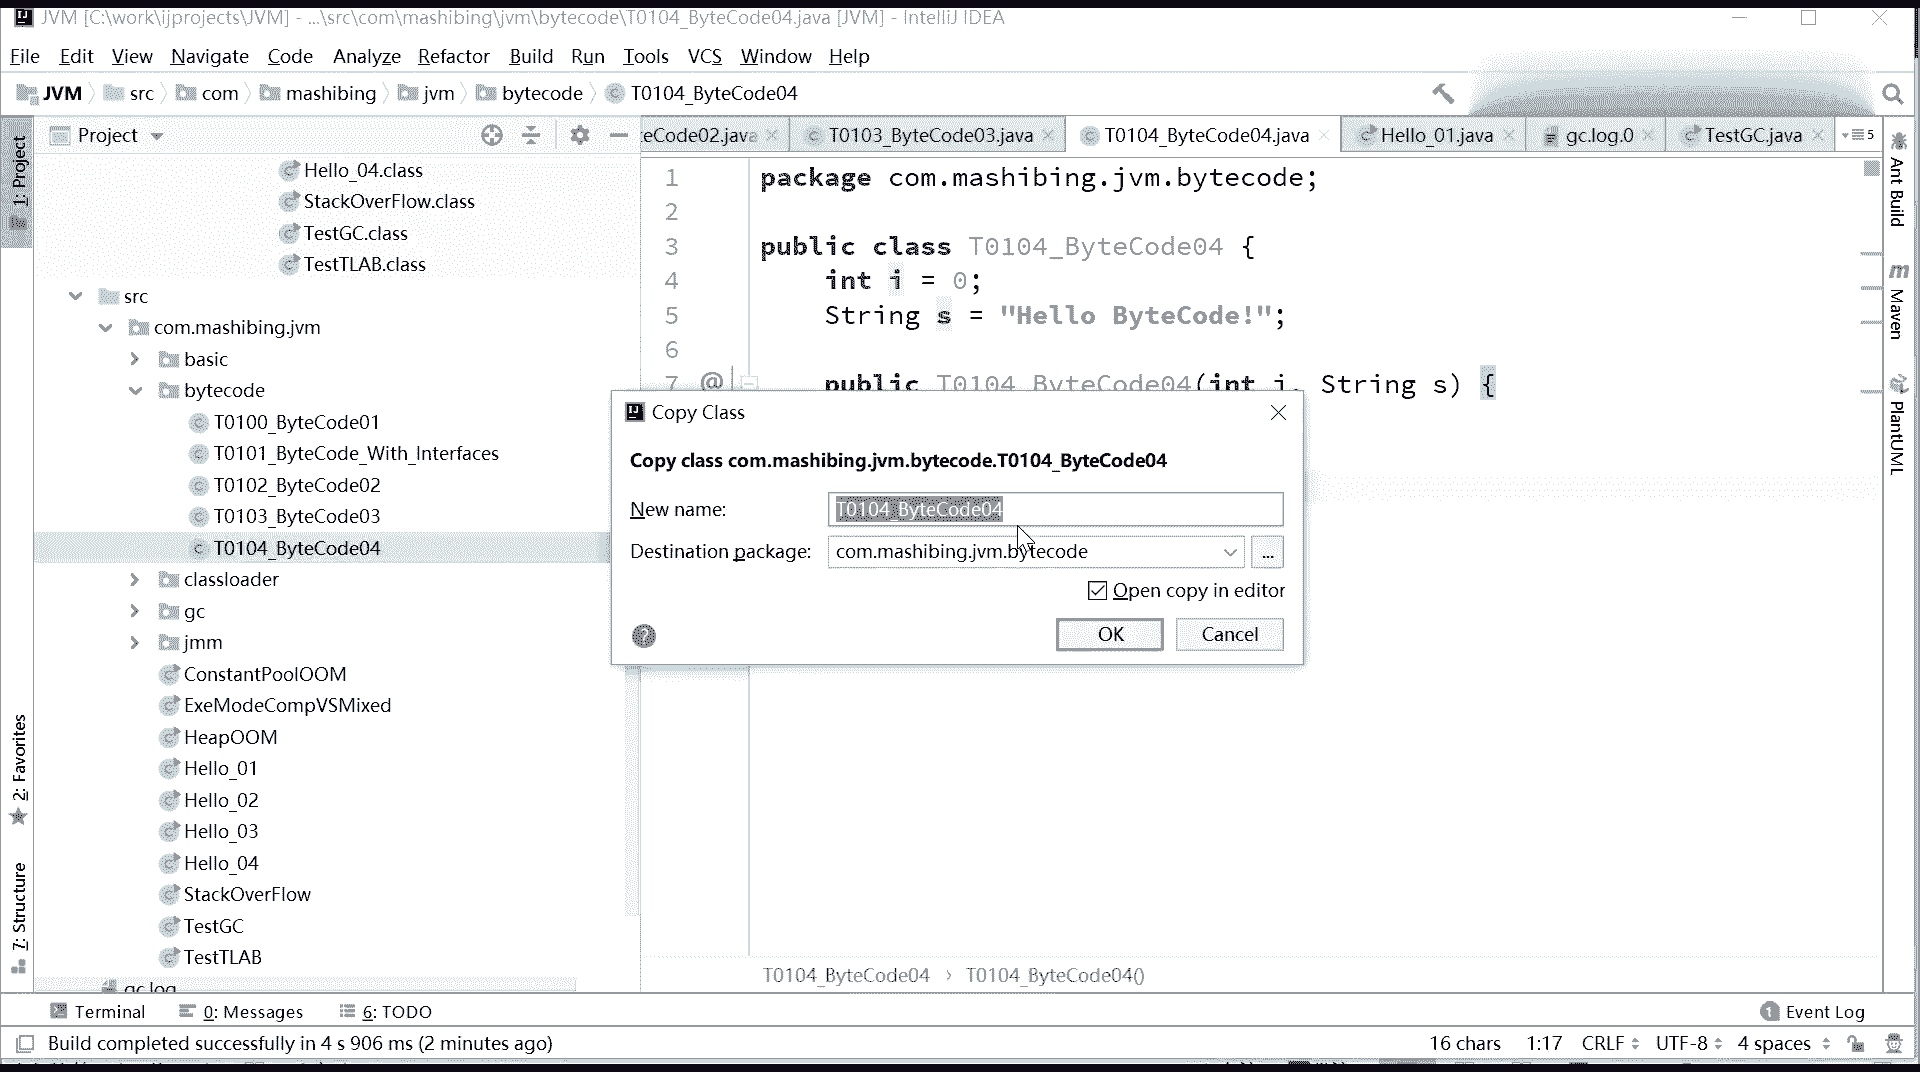 JVM [C:\work\ijprojects\JVM] - ...\src\com\mashibing\jvm\bytecode\T0104_ByteCode04.java [JVM] - IntelliJ IDEA
File Edit View Navigate Code Analyze Refactor Build Run Tools VCS Window Help
JVM src com mashibing jvm bytecode T0104_ByteCode04
1: Project
Project
eCode02.java T0103_ByteCode03.java T0104_ByteCode04.java Hello_01.java gc.log.0 TestGC.java 5
Hello_04.class
StackOverFlow.class
TestGC.class
TestTLAB.class
src
com.mashibing.jvm
basic
bytecode
T0100_ByteCode01
T0101_ByteCode_With_Interfaces
T0102_ByteCode02
T0103_ByteCode03
T0104_ByteCode04
classloader
gc
jmm
ConstantPoolOOM
ExeModeCompVSMixed
HeapOOM
Hello_01
Hello_02
Hello_03
Hello_04
StackOverFlow
TestGC
TestTLAB
gc.log
2: Favorites
7: Structure
1 package com.mashibing.jvm.bytecode;
2
3 public class T0104_ByteCode04 {
4 int i = 0;
5 String s = "Hello ByteCode!";
6
7 @ public T0104_ByteCode04(int i, String s) {
Copy Class
Copy class com.mashibing.jvm.bytecode.T0104_ByteCode04
New name: T0104_ByteCode04
Destination package: com.mashibing.jvm.bytecode ...
Open copy in editor
? OK Cancel
T0104_ByteCode04 › T0104_ByteCode04()
Ant Build
m Maven
PlantUML
Terminal 0: Messages 6: TODO 1 Event Log
Build completed successfully in 4 s 906 ms (2 minutes ago) 16 chars 1:17 CRLF UTF-8 4 spaces